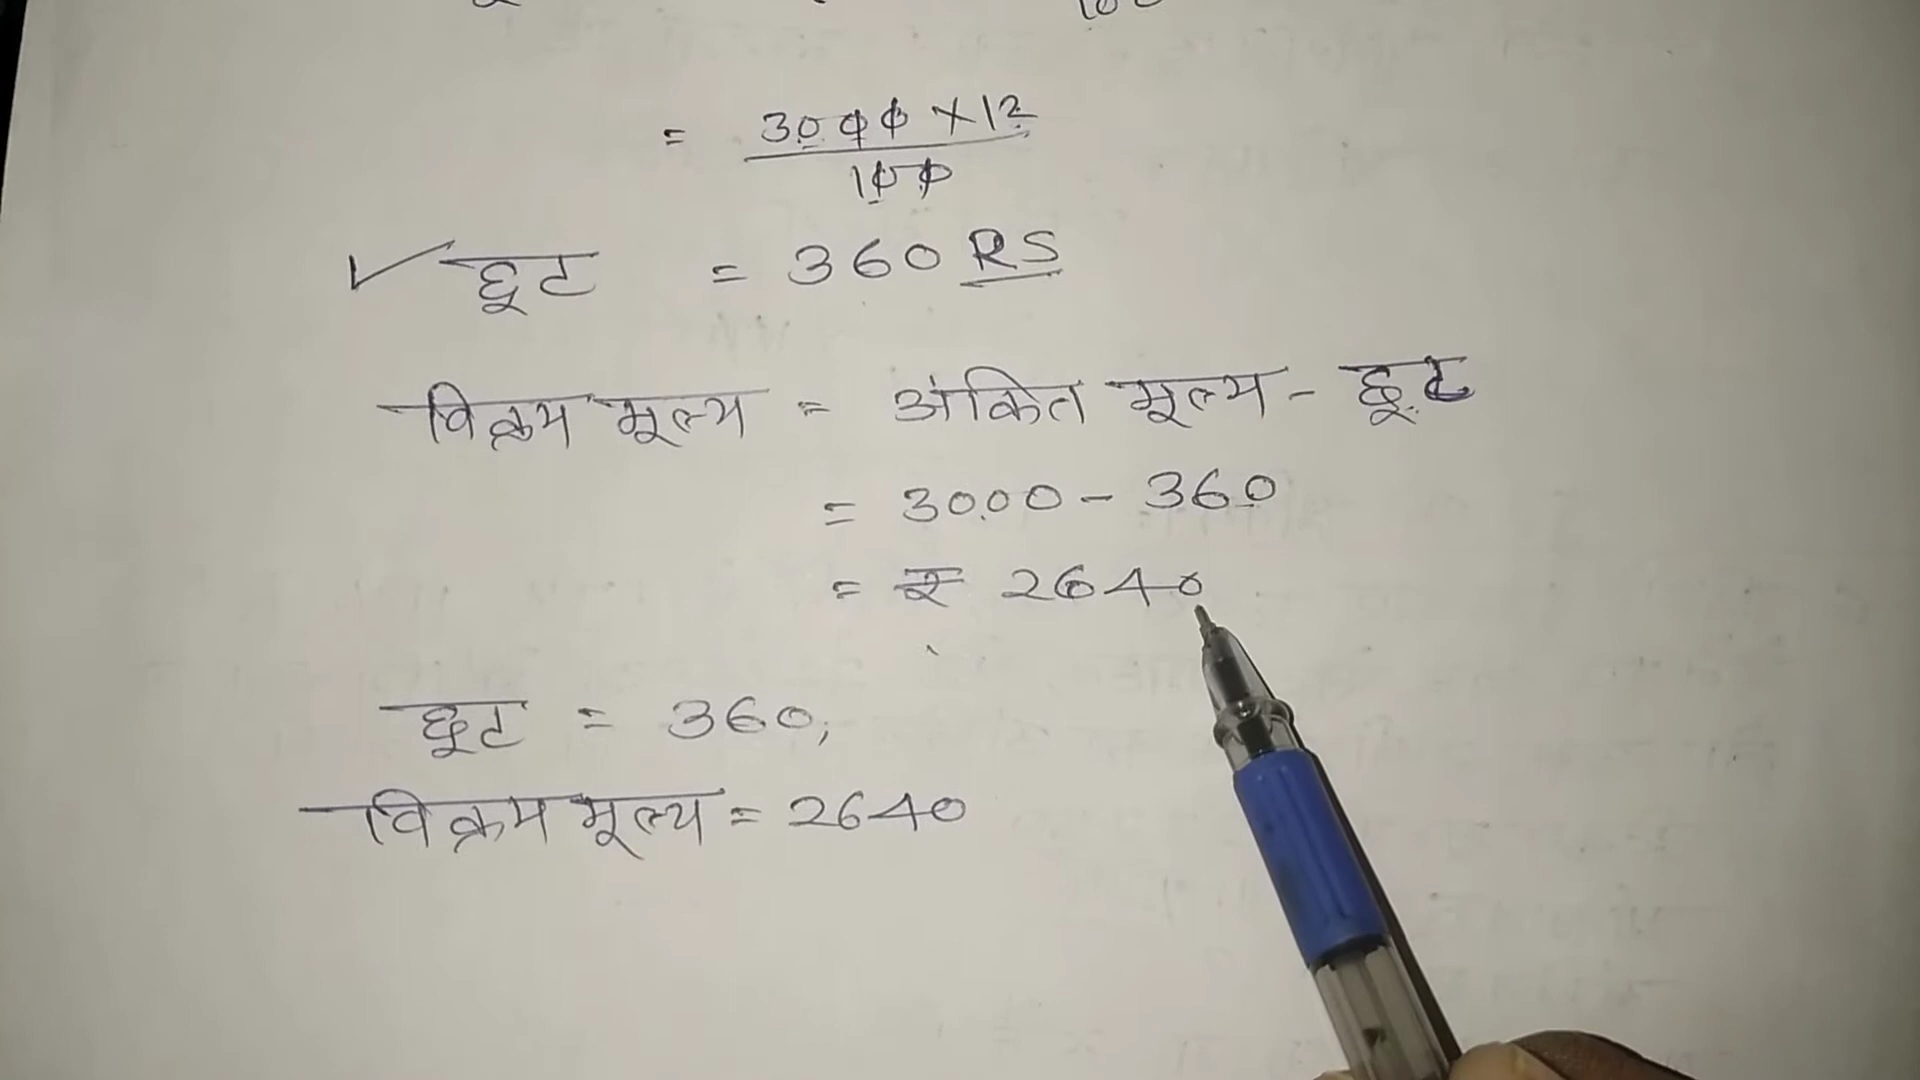 = 3000 × 12
100
✓ छूट = 360 RS
विक्रय मूल्य = अंकित मूल्य - छूट
= 3000 - 360
= ₹ 2640
छूट = 360,
विक्रय मूल्य = 2640